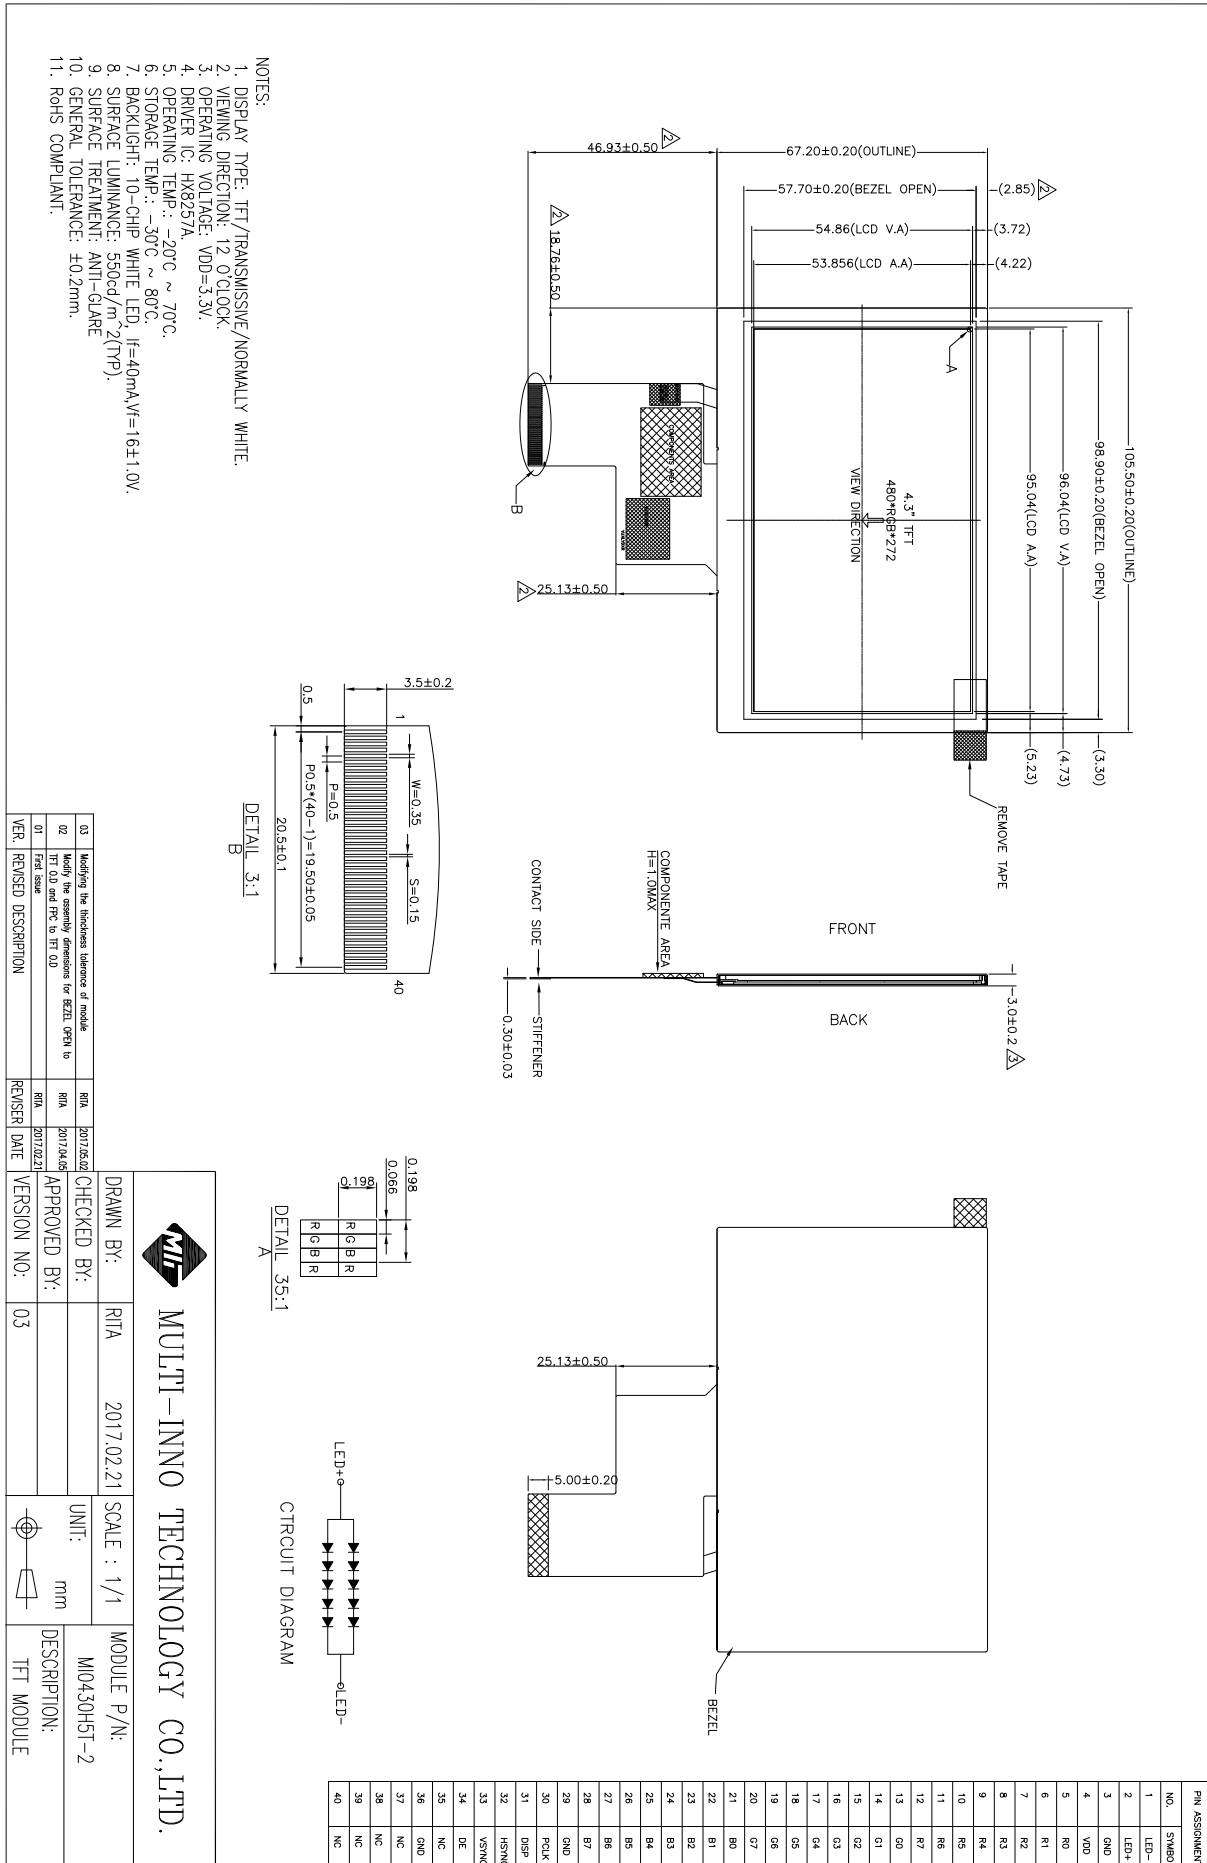 105.50±0.20(OUTLINE)
98.90±0.20(BEZEL OPEN)
96.04(LCD V.A)
95.04(LCD A.A)
(3.30)
(4.73)
(5.23)
67.20±0.20(OUTLINE)
57.70±0.20(BEZEL OPEN)
54.86(LCD V.A)
53.856(LCD A.A)
(2.85)
2
(3.72)
(4.22)
46.93±0.50
2
2
18.76±0.50
A
4.3" TFT
480*RGB*272
VIEW DIRECTION
COMPONENTS AREA
B
2
25.13±0.50
REMOVE TAPE
FRONT
BACK
3.0±0.2
3
COMPONENTE AREA
H=1.0MAX
CONTACT SIDE
STIFFENER
0.30±0.03
25.13±0.50
5.00±0.20
BEZEL
3.5±0.2
1
40
W=0.35
S=0.15
0.5
P=0.5
P0.5*(40-1)=19.50±0.05
20.5±0.1
DETAIL 3:1
B
0.198
0.066
0.198
R G B R
R G B R
DETAIL 35:1
A
LED+
LED-
CTRCUIT DIAGRAM
NOTES:
1. DISPLAY TYPE: TFT/TRANSMISSIVE/NORMALLY WHITE.
2. VIEWING DIRECTION: 12 O'CLOCK.
3. OPERATING VOLTAGE: VDD=3.3V.
4. DRIVER IC: HX8257A.
5. OPERATING TEMP.: -20°C ~ 70°C.
6. STORAGE TEMP.: -30°C ~ 80°C.
7. BACKLIGHT: 10-CHIP WHITE LED, If=40mA,Vf=16±1.0V.
8. SURFACE LUMINANCE: 550cd/m^2(TYP).
9. SURFACE TREATMENT: ANTI-GLARE
10. GENERAL TOLERANCE: ±0.2mm.
11. RoHS COMPLIANT.
PIN ASSIGNMENT
NO. SYMBO
1 LED-
2 LED+
3 GND
4 VDD
5 R0
6 R1
7 R2
8 R3
9 R4
10 R5
11 R6
12 R7
13 G0
14 G1
15 G2
16 G3
17 G4
18 G5
19 G6
20 G7
21 B0
22 B1
23 B2
24 B3
25 B4
26 B5
27 B6
28 B7
29 GND
30 PCLK
31 DISP
32 HSYNC
33 VSYNC
34 DE
35 NC
36 GND
37 NC
38 NC
39 NC
40 NC
03 Modifying the thinckness tolerance of module RITA 2017.05.02
02 Modify the assembly dimensions for BEZEL OPEN to TFT O.D and FPC to TFT O.D RITA 2017.04.05
01 First issue RITA 2017.02.21
VER. REVISED DESCRIPTION REVISER DATE
MULTI-INNO TECHNOLOGY CO.,LTD.
DRAWN BY: RITA 2017.02.21
CHECKED BY:
APPROVED BY:
VERSION NO: 03
SCALE : 1/1
UNIT: mm
MODULE P/N:
MI0430H5T-2
DESCRIPTION:
TFT MODULE